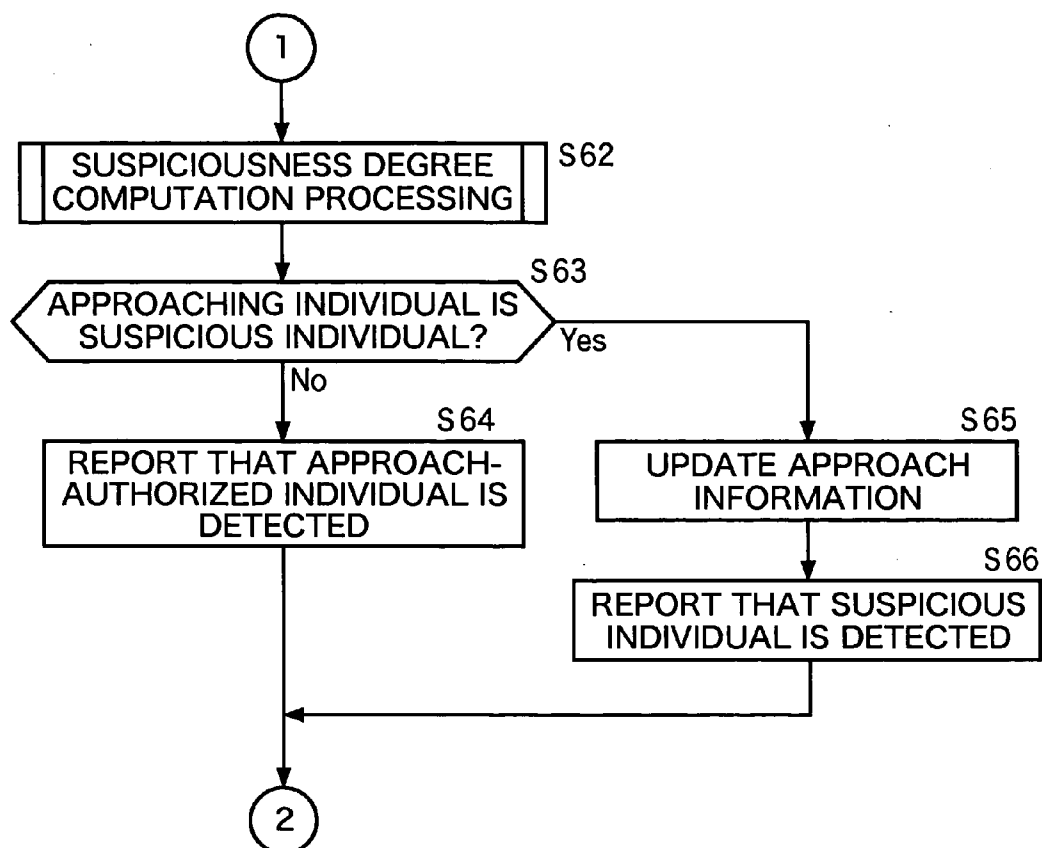 1
SUSPICIOUSNESS DEGREE
COMPUTATION PROCESSING
S62
S63
APPROACHING INDIVIDUAL IS
SUSPICIOUS INDIVIDUAL?
Yes
No
S64
REPORT THAT APPROACH-
AUTHORIZED INDIVIDUAL IS
DETECTED
S65
UPDATE APPROACH
INFORMATION
S66
REPORT THAT SUSPICIOUS
INDIVIDUAL IS DETECTED
2